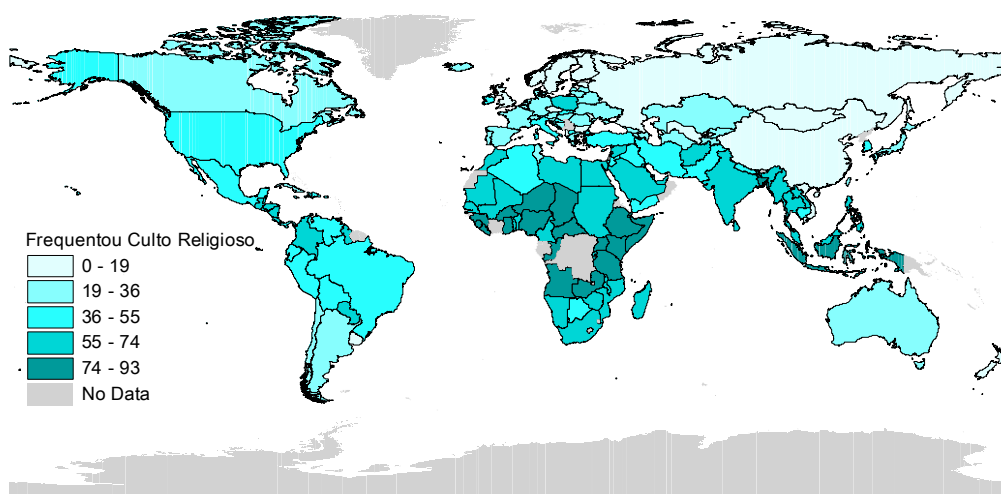 Frequentou Culto Religioso
0 - 19
19 - 36
36 - 55
55 - 74
74 - 93
No Data